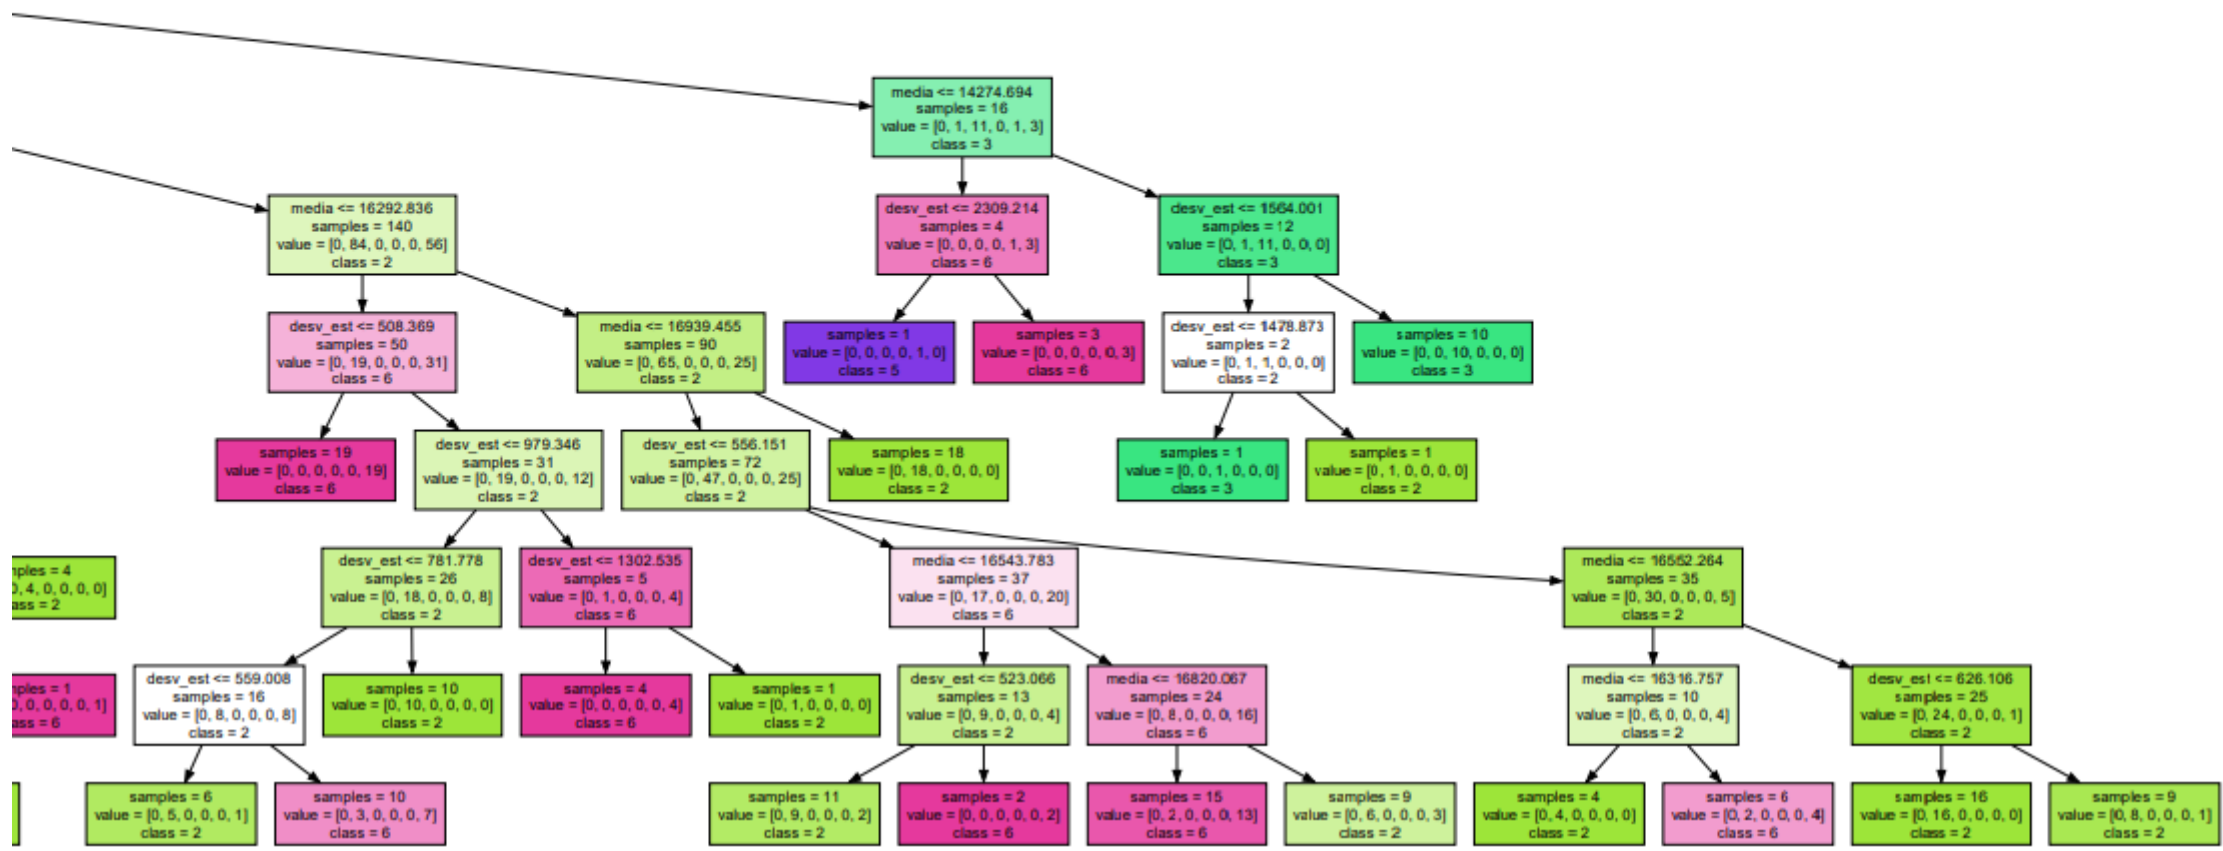 media <= 14274.694
samples = 16
value = [0, 1, 11, 0, 1, 3]
class = 3
media <= 16292.836
samples = 140
value = [0, 84, 0, 0, 0, 56]
class = 2
desv_est <= 2309.214
samples = 4
value = [0, 0, 0, 0, 1, 3]
class = 6
desv_est <= 1564.001
samples = 12
value = [0, 1, 11, 0, 0, 0]
class = 3
desv_est <= 508.369
samples = 50
value = [0, 19, 0, 0, 0, 31]
class = 6
media <= 16939.455
samples = 90
value = [0, 65, 0, 0, 0, 25]
class = 2
samples = 1
value = [0, 0, 0, 0, 1, 0]
class = 5
samples = 3
value = [0, 0, 0, 0, 0, 3]
class = 6
desv_est <= 1478.873
samples = 2
value = [0, 1, 1, 0, 0, 0]
class = 2
samples = 10
value = [0, 0, 10, 0, 0, 0]
class = 3
samples = 19
value = [0, 0, 0, 0, 0, 19]
class = 6
desv_est <= 979.346
samples = 31
value = [0, 19, 0, 0, 0, 12]
class = 2
desv_est <= 556.151
samples = 72
value = [0, 47, 0, 0, 0, 25]
class = 2
samples = 18
value = [0, 18, 0, 0, 0, 0]
class = 2
samples = 1
value = [0, 0, 1, 0, 0, 0]
class = 3
samples = 1
value = [0, 1, 0, 0, 0, 0]
class = 2
nples = 4
0, 4, 0, 0, 0, 0]
ass = 2
desv_est <= 781.778
samples = 26
value = [0, 18, 0, 0, 0, 8]
class = 2
desv_est <= 1302.535
samples = 5
value = [0, 1, 0, 0, 0, 4]
class = 6
media <= 16543.783
samples = 37
value = [0, 17, 0, 0, 0, 20]
class = 6
media <= 16552.264
samples = 35
value = [0, 30, 0, 0, 0, 5]
class = 2
nples = 1
0, 0, 0, 0, 0, 1]
ass = 6
desv_est <= 559.008
samples = 16
value = [0, 8, 0, 0, 0, 8]
class = 2
samples = 10
value = [0, 10, 0, 0, 0, 0]
class = 2
samples = 4
value = [0, 0, 0, 0, 0, 4]
class = 6
samples = 1
value = [0, 1, 0, 0, 0, 0]
class = 2
desv_est <= 523.066
samples = 13
value = [0, 9, 0, 0, 0, 4]
class = 2
media <= 16820.067
samples = 24
value = [0, 8, 0, 0, 0, 16]
class = 6
media <= 16316.757
samples = 10
value = [0, 6, 0, 0, 0, 4]
class = 2
desv_est <= 626.106
samples = 25
value = [0, 24, 0, 0, 0, 1]
class = 2
samples = 6
value = [0, 5, 0, 0, 0, 1]
class = 2
samples = 10
value = [0, 3, 0, 0, 0, 7]
class = 6
samples = 11
value = [0, 9, 0, 0, 0, 2]
class = 2
samples = 2
value = [0, 0, 0, 0, 0, 2]
class = 6
samples = 15
value = [0, 2, 0, 0, 0, 13]
class = 6
samples = 9
value = [0, 6, 0, 0, 0, 3]
class = 2
samples = 4
value = [0, 4, 0, 0, 0, 0]
class = 2
samples = 6
value = [0, 2, 0, 0, 0, 4]
class = 6
samples = 16
value = [0, 16, 0, 0, 0, 0]
class = 2
samples = 9
value = [0, 8, 0, 0, 0, 1]
class = 2